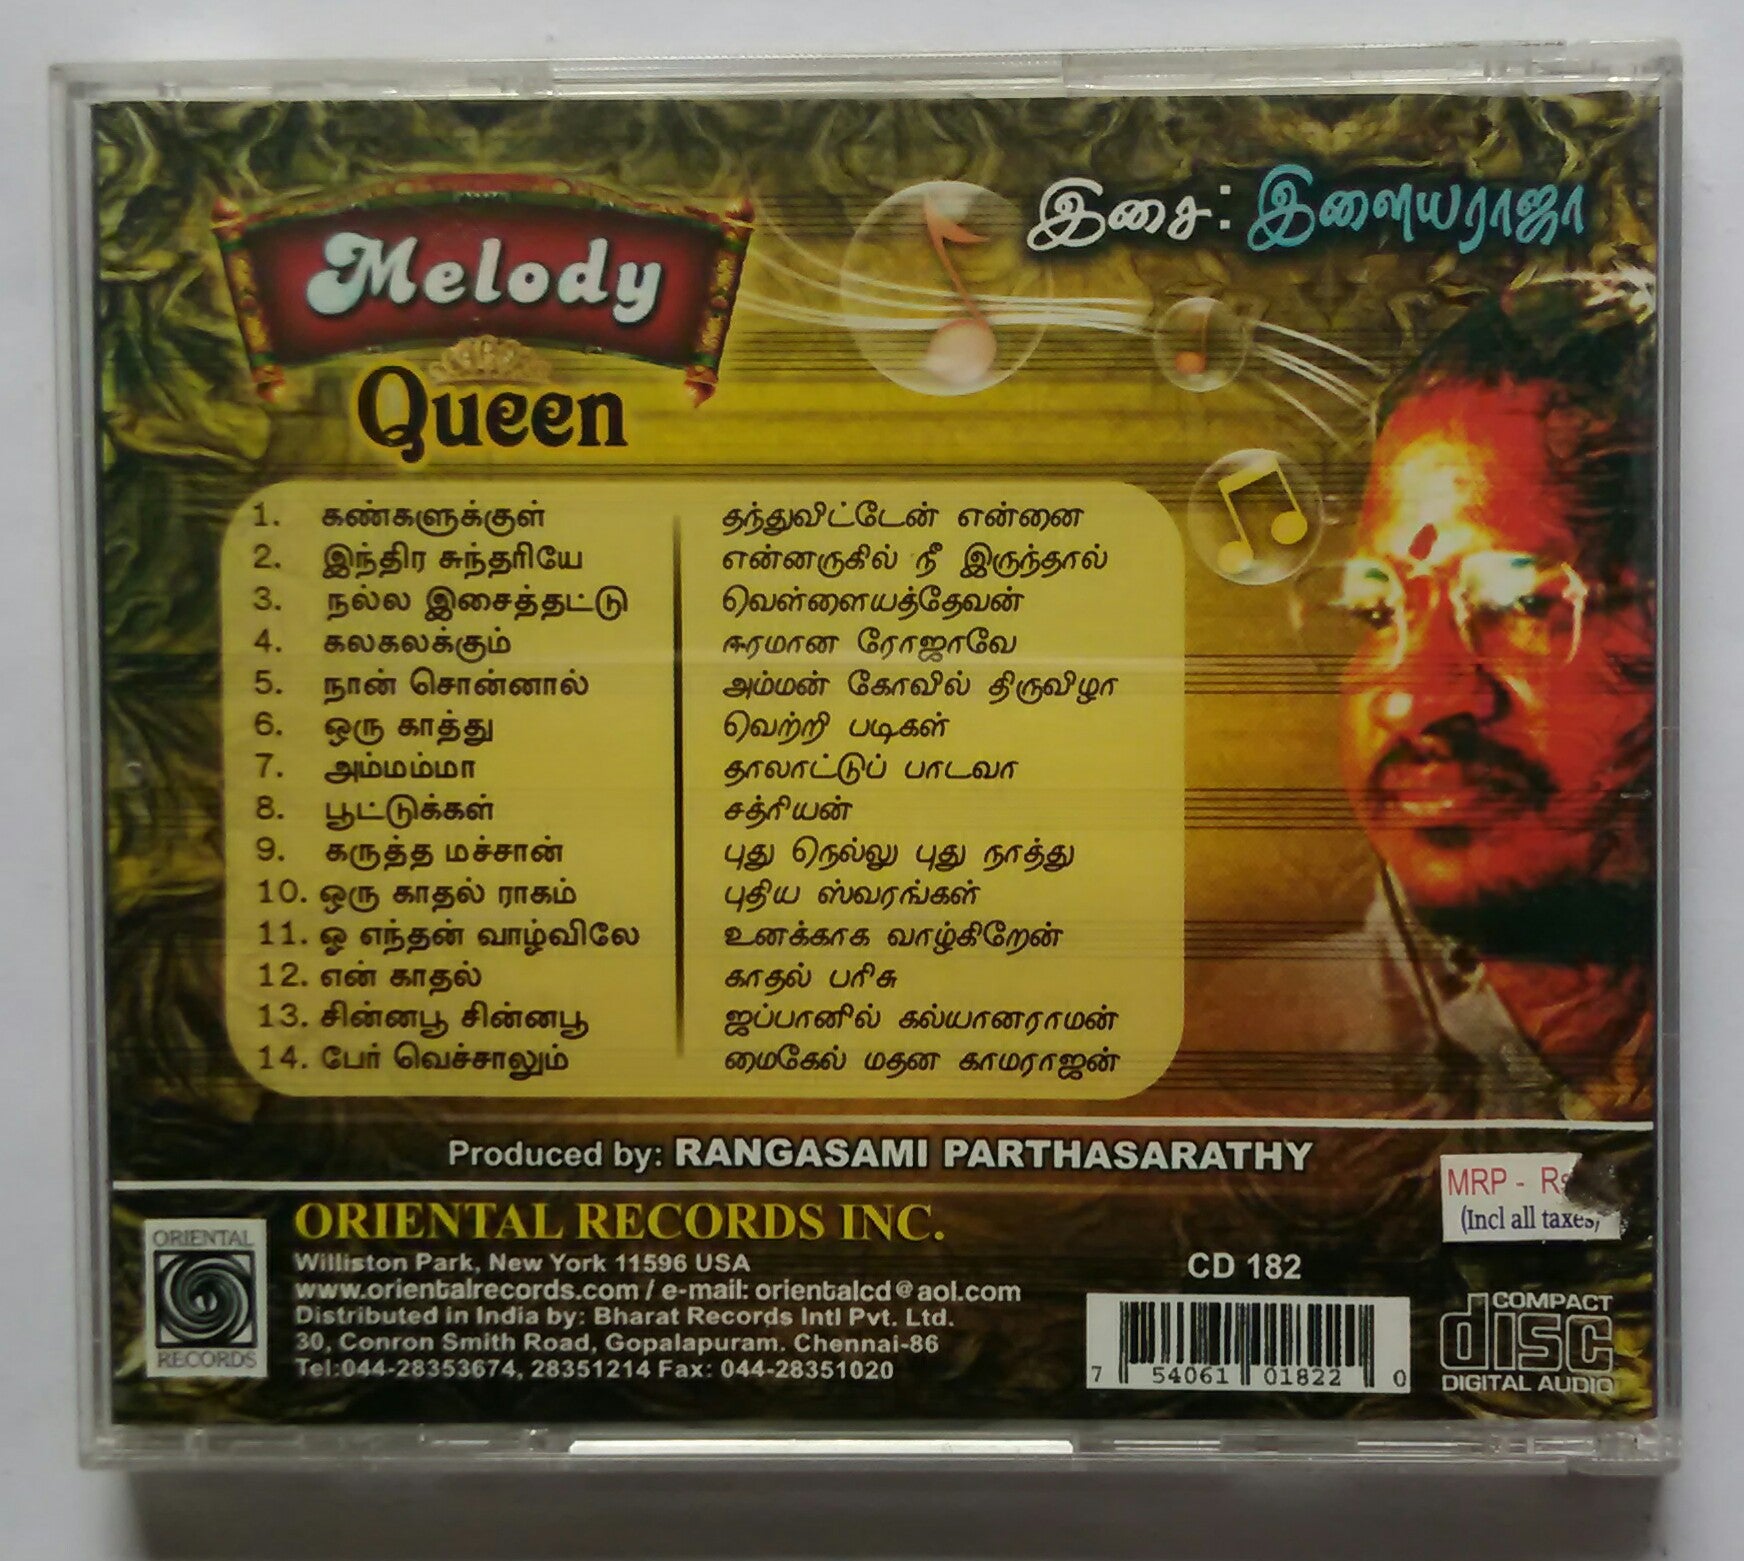 Melody
Queen
இசை: இளையராஜா
1. கண்களுக்குள் தந்துவிட்டேன் என்னை
2. இந்திர சுந்தரியே என்னருகில் நீ இருந்தால்
3. நல்ல இசைத்தட்டு வெள்ளையத்தேவன்
4. கலகலக்கும் ஈரமான ரோஜாவே
5. நான் சொன்னால் அம்மன் கோவில் திருவிழா
6. ஒரு காத்து வெற்றி படிகள்
7. அம்மம்மா தாலாட்டுப் பாடவா
8. பூட்டுக்கள் சத்ரியன்
9. கருத்த மச்சான் புது நெல்லு புது நாத்து
10. ஒரு காதல் ராகம் புதிய ஸ்வரங்கள்
11. ஓ எந்தன் வாழ்விலே உனக்காக வாழ்கிறேன்
12. என் காதல் காதல் பரிசு
13. சின்னபூ சின்னபூ ஜப்பானில் கல்யானராமன்
14. பேர் வெச்சாலும் மைகேல் மதன காமராஜன்
Produced by: RANGASAMI PARTHASARATHY
MRP - Rs
(Incl all taxes)
ORIENTAL
RECORDS
ORIENTAL RECORDS INC.
Williston Park, New York 11596 USA
www.orientalrecords.com / e-mail: orientalcd@aol.com
Distributed in India by: Bharat Records Intl Pvt. Ltd.
30, Conron Smith Road, Gopalapuram. Chennai-86
Tel:044-28353674, 28351214 Fax: 044-28351020
CD 182
7 54061 01822 0
COMPACT
disc
DIGITAL AUDIO